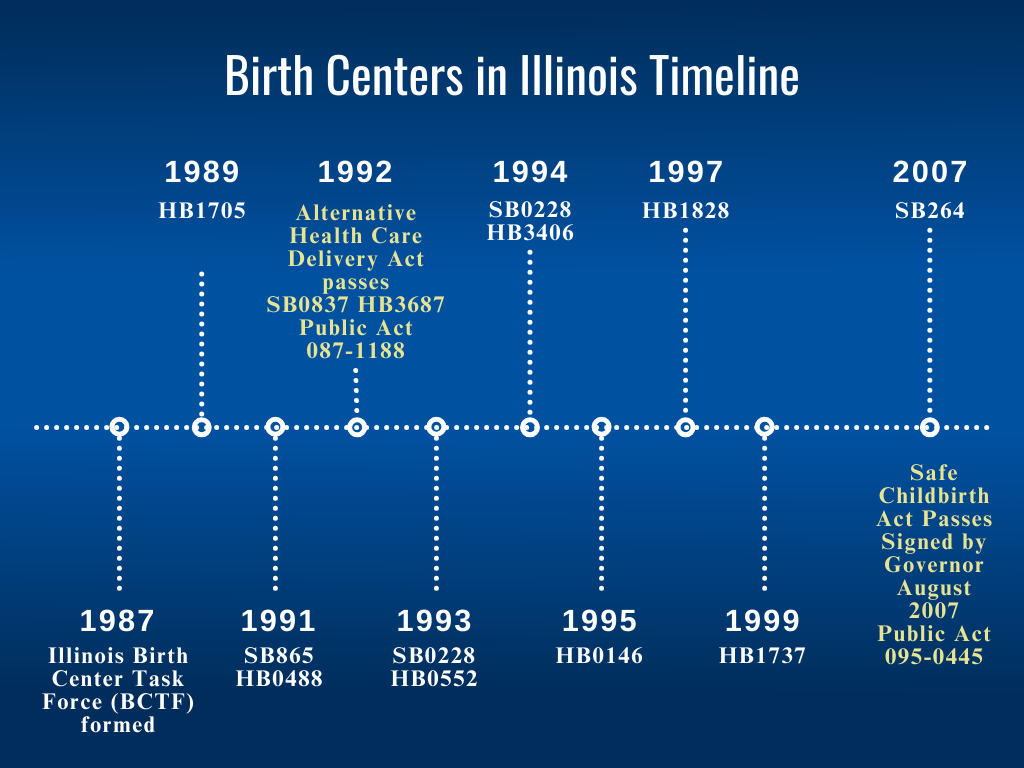 Birth Centers in Illinois Timeline
1989
HB1705
1992
Alternative
Health Care
Delivery Act
passes
SB0837 HB3687
Public Act
087-1188
1994
SB0228
HB3406
1997
HB1828
2007
SB264
Safe
Childbirth
Act Passes
Signed by
Governor
August
2007
Public Act
095-0445
1987
Illinois Birth
Center Task
Force (BCTF)
formed
1991
SB865
HB0488
1993
SB0228
HB0552
1995
HB0146
1999
HB1737